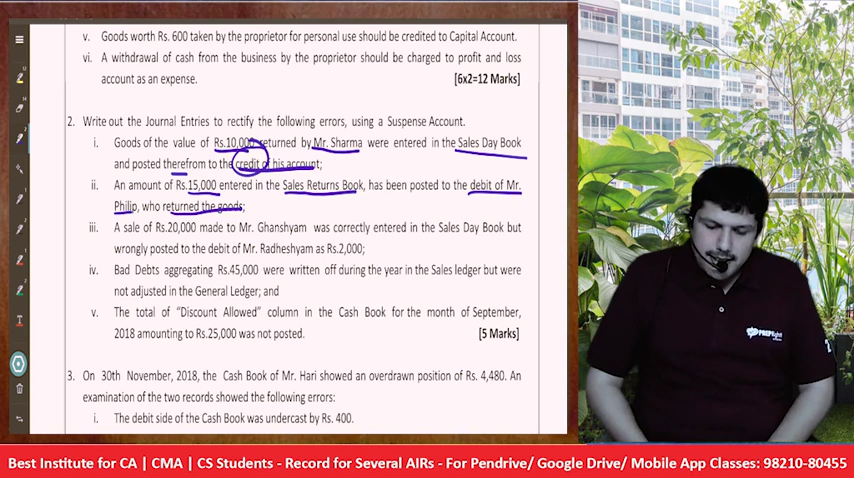 v. Goods worth Rs. 600 taken by the proprietor for personal use should be credited to Capital Account.
vi. A withdrawal of cash from the business by the proprietor should be charged to profit and loss
account as an expense. [6x2=12 Marks]
2. Write out the Journal Entries to rectify the following errors, using a Suspense Account.
i. Goods of the value of Rs.10,000 returned by Mr. Sharma were entered in the Sales Day Book
and posted therefrom to the credit of his account;
ii. An amount of Rs.15,000 entered in the Sales Returns Book, has been posted to the debit of Mr.
Philip, who returned the goods;
iii. A sale of Rs.20,000 made to Mr. Ghanshyam was correctly entered in the Sales Day Book but
wrongly posted to the debit of Mr. Radheshyam as Rs.2,000;
iv. Bad Debts aggregating Rs.45,000 were written off during the year in the Sales ledger but were
not adjusted in the General Ledger; and
v. The total of “Discount Allowed” column in the Cash Book for the month of September,
2018 amounting to Rs.25,000 was not posted. [5 Marks]
3. On 30th November, 2018, the Cash Book of Mr. Hari showed an overdrawn position of Rs. 4,480. An
examination of the two records showed the following errors:
i. The debit side of the Cash Book was undercast by Rs. 400.
Best Institute for CA | CMA | CS Students - Record for Several AIRs - For Pendrive/ Google Drive/ Mobile App Classes: 98210-80455